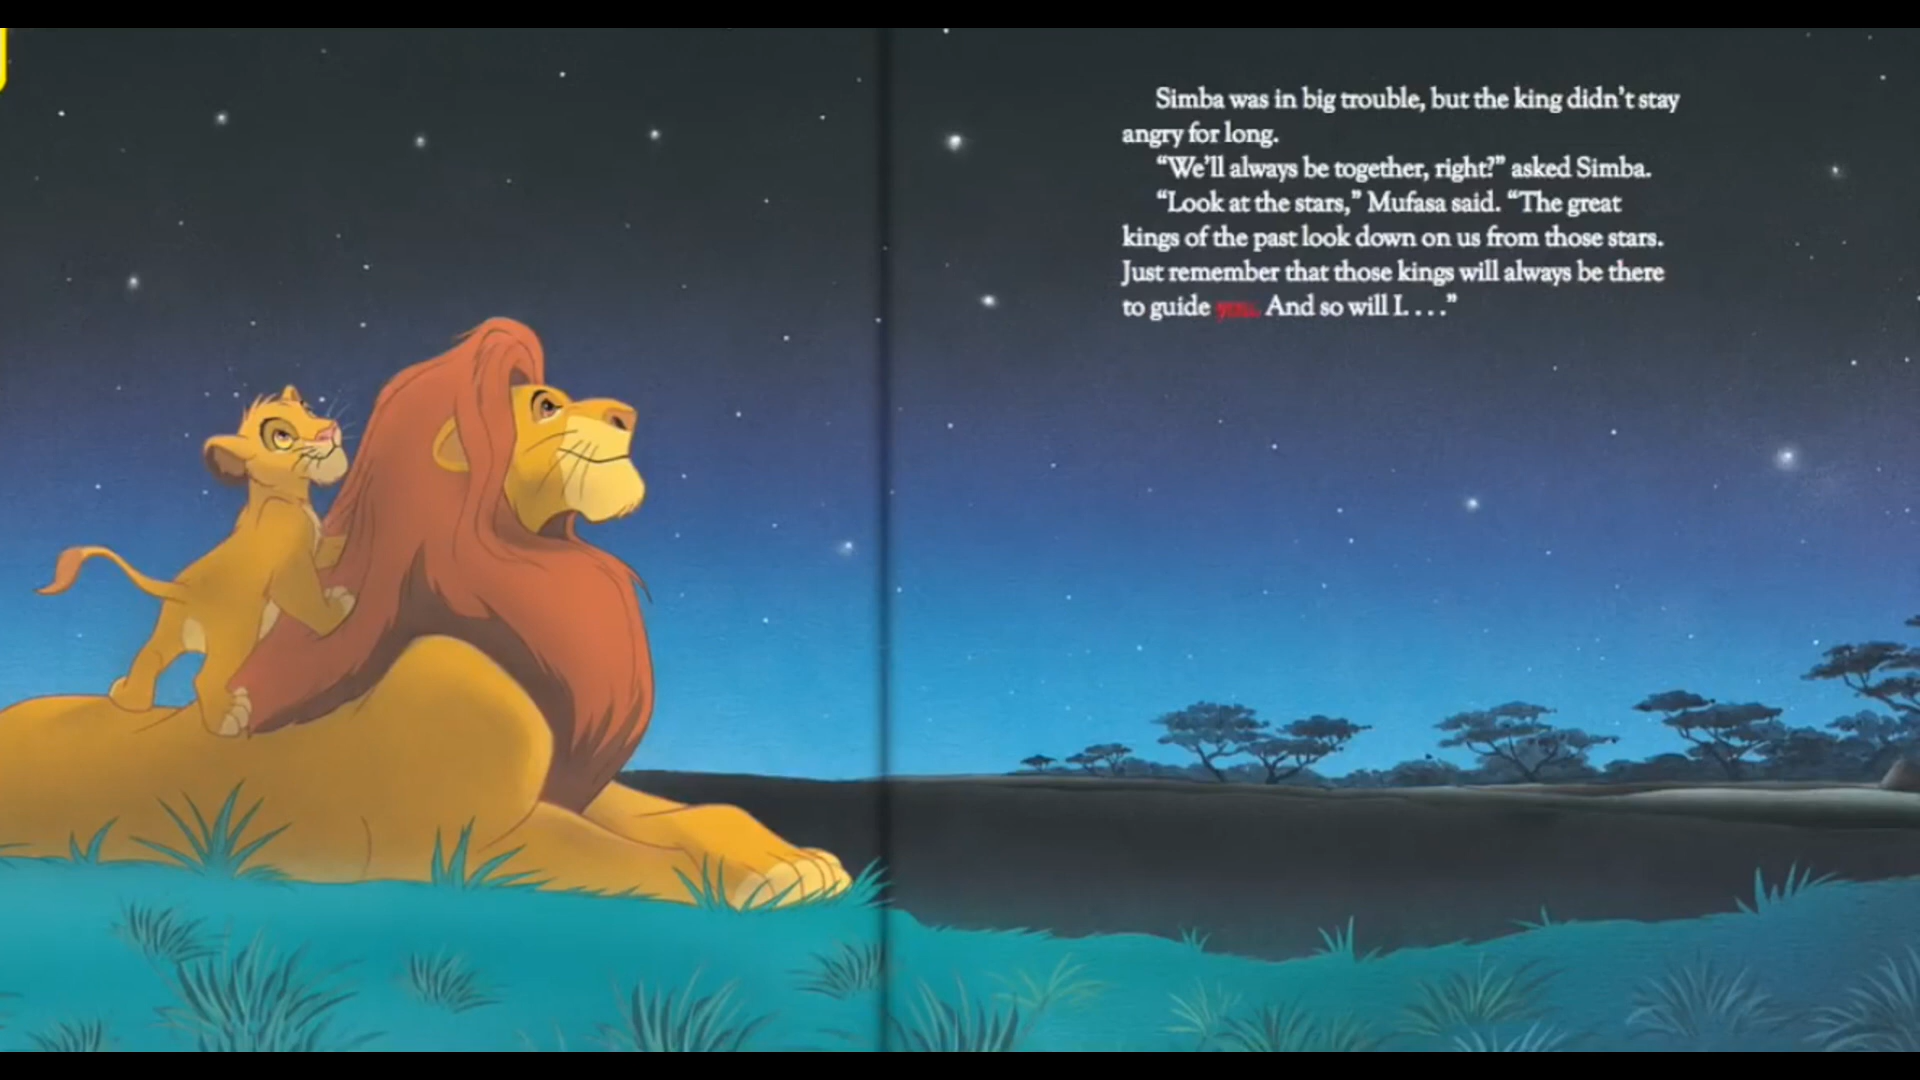 Simba was in big trouble, but the king didn't stay
angry for long.
"We'll always be together, right?" asked Simba.
"Look at the stars," Mufasa said. "The great
kings of the past look down on us from those stars.
Just remember that those kings will always be there
to guide you. And so will I. . . ."